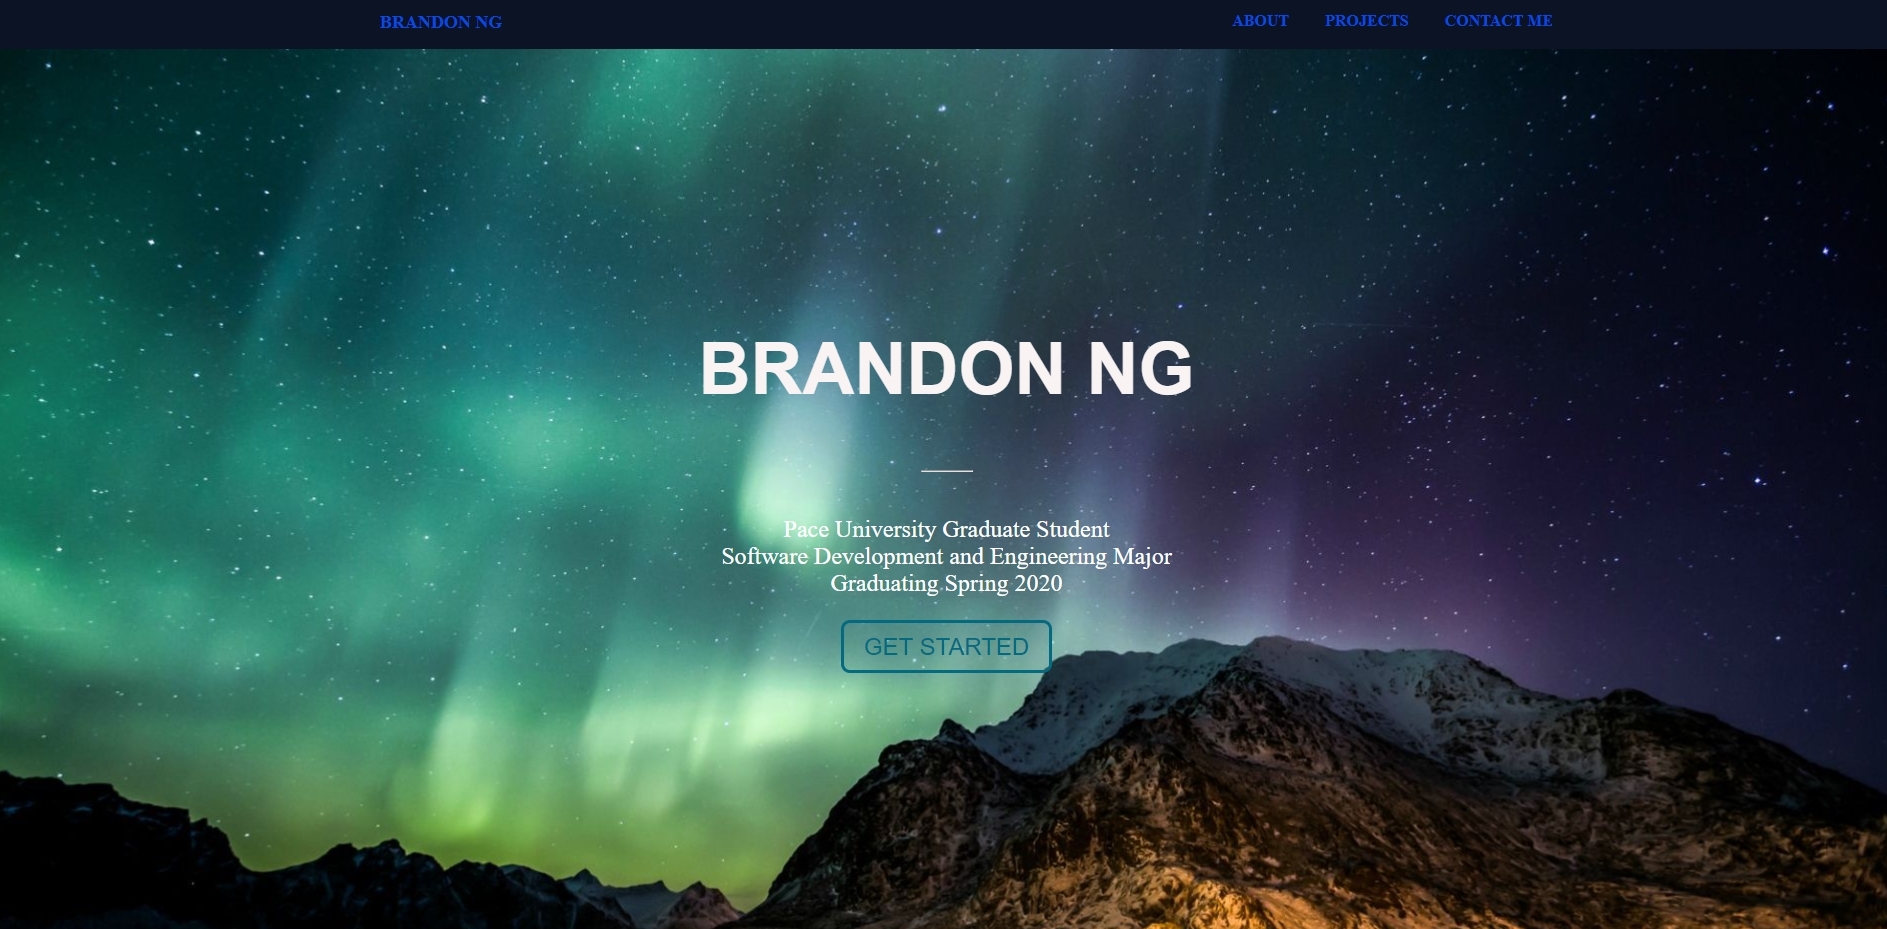 BRANDON NG
ABOUT PROJECTS CONTACT ME
BRANDON NG
Pace University Graduate Student
Software Development and Engineering Major
Graduating Spring 2020
GET STARTED